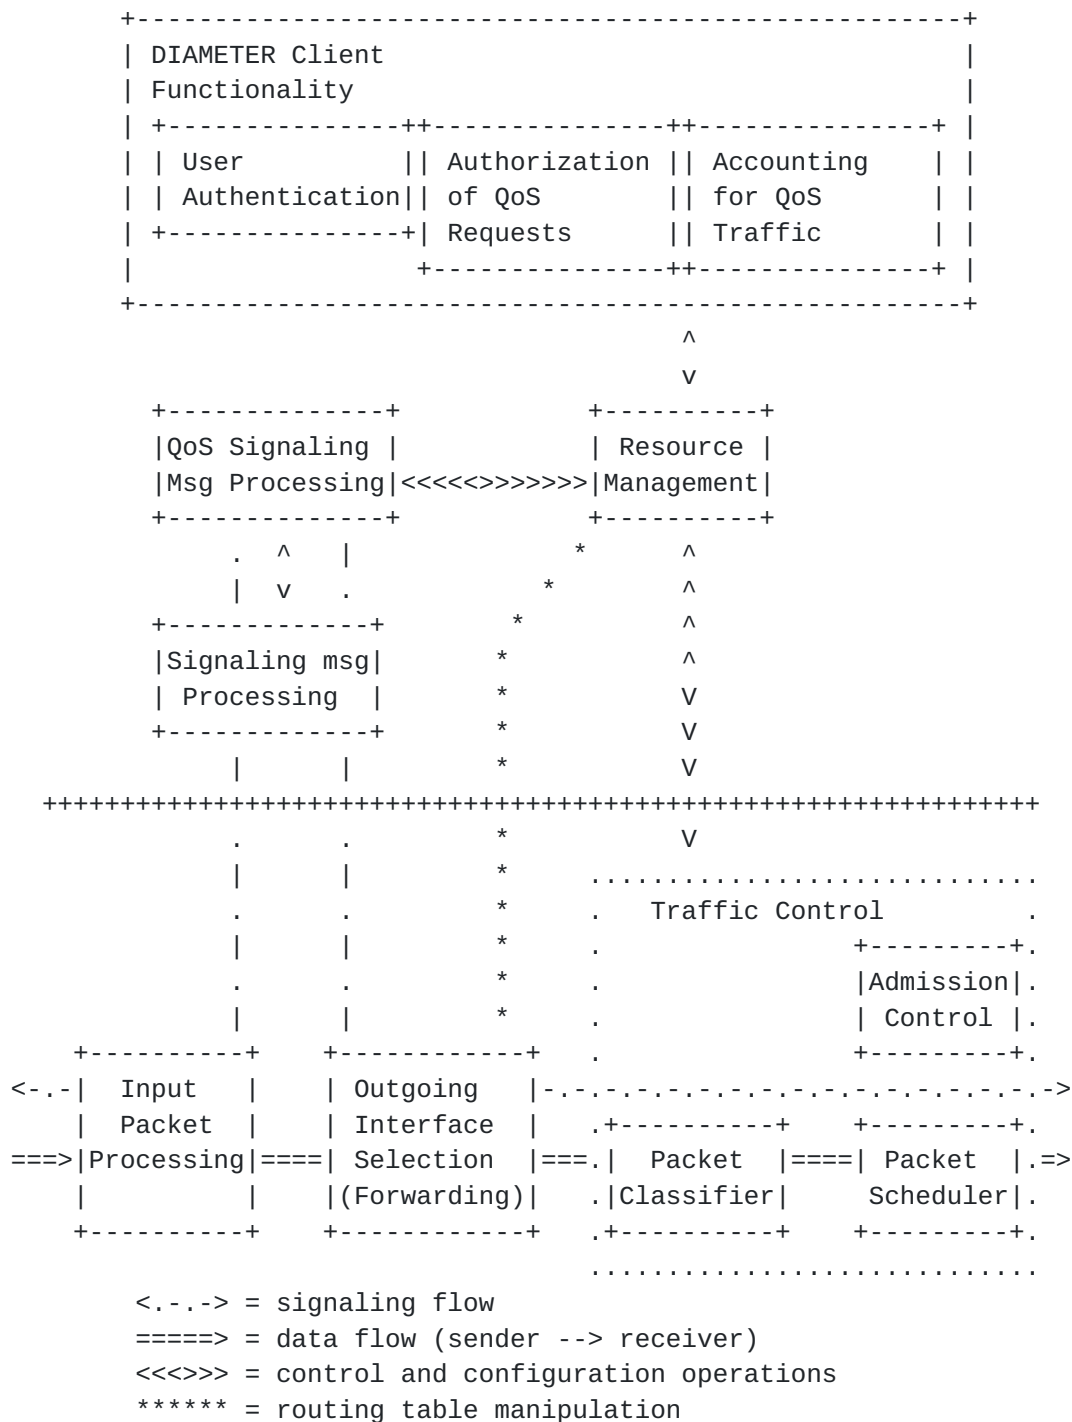 +-----------------------------------------------------+
         | DIAMETER Client                                     |
         | Functionality                                       |
         | +---------------++---------------++---------------+ |
         | | User          || Authorization || Accounting    | |
         | | Authentication|| of QoS        || for QoS       | |
         | +---------------+| Requests      || Traffic       | |
         |                  +---------------++---------------+ |
         +-----------------------------------------------------+
                                             ^
                                             v
           +--------------+            +----------+
           |QoS Signaling |            | Resource |
           |Msg Processing|<<<<<>>>>>>>|Management|
           +--------------+            +----------+
                .  ^   |              *      ^
                |  v   .            *        ^
           +-------------+        *          ^
           |Signaling msg|       *           ^
           | Processing  |       *           V
           +-------------+       *           V
                |      |         *           V
    ++++++++++++++++++++++++++++++++++++++++++++++++++++++++++++++++
                .      .         *           V
                |      |         *     .............................
                .      .         *     .   Traffic Control         .
                |      |         *     .                +---------+.
                .      .         *     .                |Admission|.
                |      |         *     .                | Control |.
      +----------+    +------------+   .                +---------+.
  <-.-|  Input   |    | Outgoing   |-.-.-.-.-.-.-.-.-.-.-.-.-.-.-.-.->
      |  Packet  |    | Interface  |   .+----------+    +---------+.
  ===>|Processing|====| Selection  |===.|  Packet  |====| Packet  |.=>
      |          |    |(Forwarding)|   .|Classifier|     Scheduler|.
      +----------+    +------------+   .+----------+    +---------+.
                                       .............................
          <.-.-> = signaling flow
          =====> = data flow (sender --> receiver)
          <<<>>> = control and configuration operations
          ****** = routing table manipulation